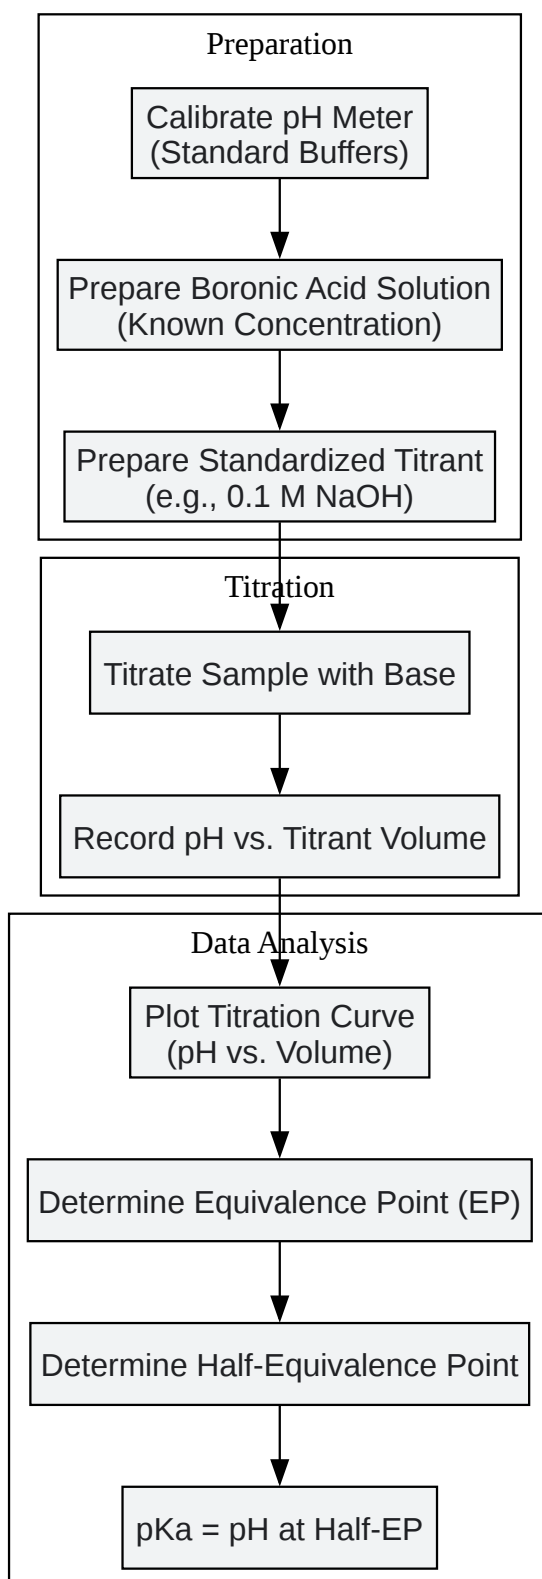 Preparation
Calibrate pH Meter
(Standard Buffers)
Prepare Boronic Acid Solution
(Known Concentration)
Prepare Standardized Titrant
(e.g., 0.1 M NaOH)
Titration
Titrate Sample with Base
Record pH vs. Titrant Volume
Data Analysis
Plot Titration Curve
(pH vs. Volume)
Determine Equivalence Point (EP)
Determine Half-Equivalence Point
pKa = pH at Half-EP